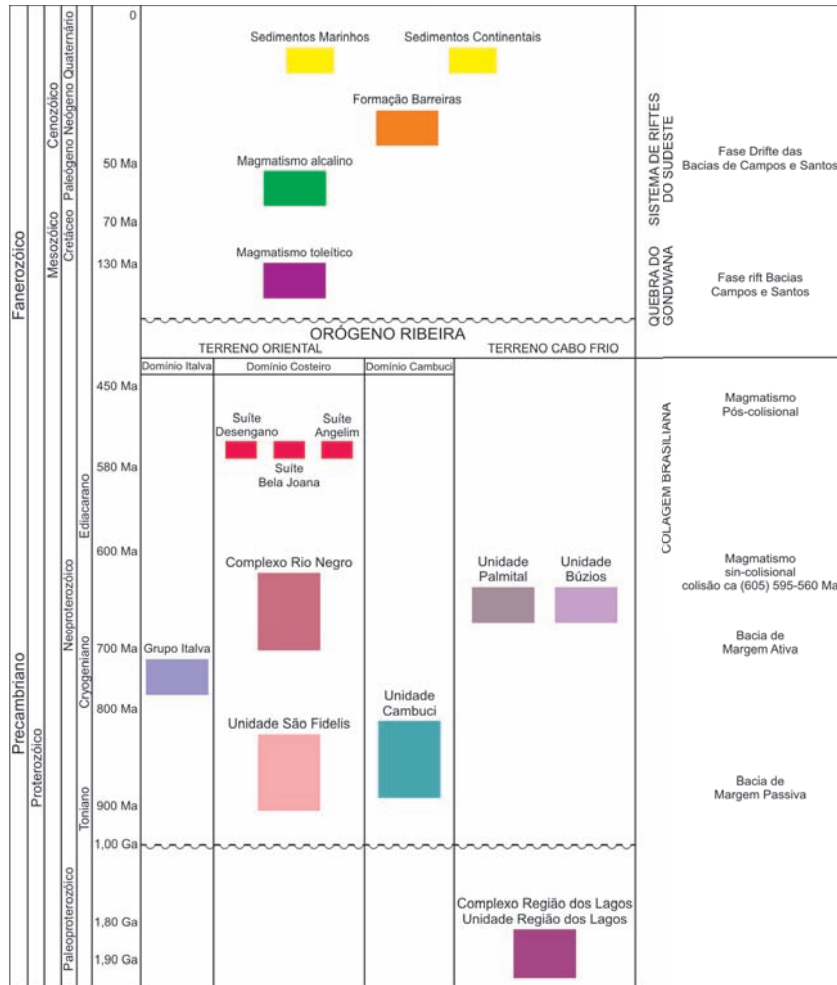 0
Sedimentos Marinhos
Sedimentos Continentais
Formação Barreiras
50 Ma
Magmatismo alcalino
70 Ma
130 Ma
Magmatismo toleítico
Fanerozóico
Cenozóico
Mesozóico
Quaternário
Neógeno
Paleógeno
Cretáceo
SISTEMA DE RIFTES
DO SUDESTE
Fase Drifte das
Bacias de Campos e Santos
QUEBRA DO
GONDWANA
Fase rift Bacias
Campos e Santos
ORÓGENO RIBEIRA
TERRENO ORIENTAL
TERRENO CABO FRIO
Domínio Italva
Domínio Costeiro
Domínio Cambuci
450 Ma
Suíte
Desengano
Suíte
Angelim
Suíte
Bela Joana
580 Ma
600 Ma
Complexo Rio Negro
Unidade
Palmital
Unidade
Búzios
700 Ma
Grupo Italva
800 Ma
Unidade
Cambuci
Unidade São Fidelis
900 Ma
1,00 Ga
Complexo Região dos Lagos
Unidade Região dos Lagos
1,80 Ga
1,90 Ga
Precambriano
Proterozóico
Neoproterozóico
Paleoproterozóico
Ediacarano
Cryogeniano
Toniano
COLAGEM BRASILIANA
Magmatismo
Pós-colisional
Magmatismo
sin-colisional
colisão ca (605) 595-560 Ma
Bacia de
Margem Ativa
Bacia de
Margem Passiva